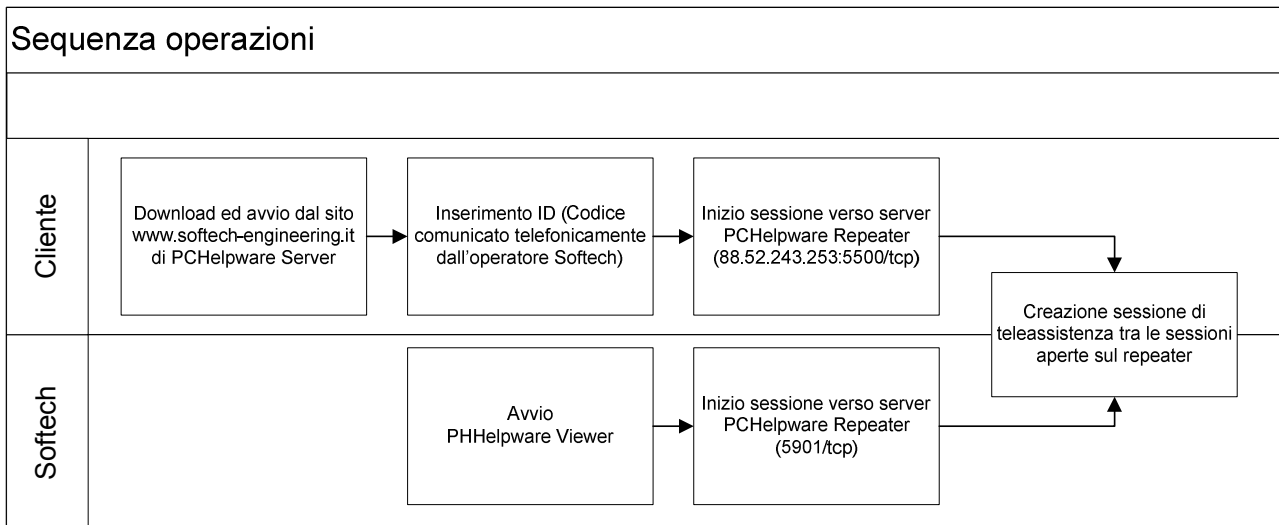 Sequenza operazioni
Cliente
Download ed avvio dal sito
www.softech-engineering.it
di PCHelpware Server
Inserimento ID (Codice
comunicato telefonicamente
dall'operatore Softech)
Inizio sessione verso server
PCHelpware Repeater
(88.52.243.253:5500/tcp)
Creazione sessione di
teleassistenza tra le sessioni
aperte sul repeater
Softech
Avvio
PHHelpware Viewer
Inizio sessione verso server
PCHelpware Repeater
(5901/tcp)